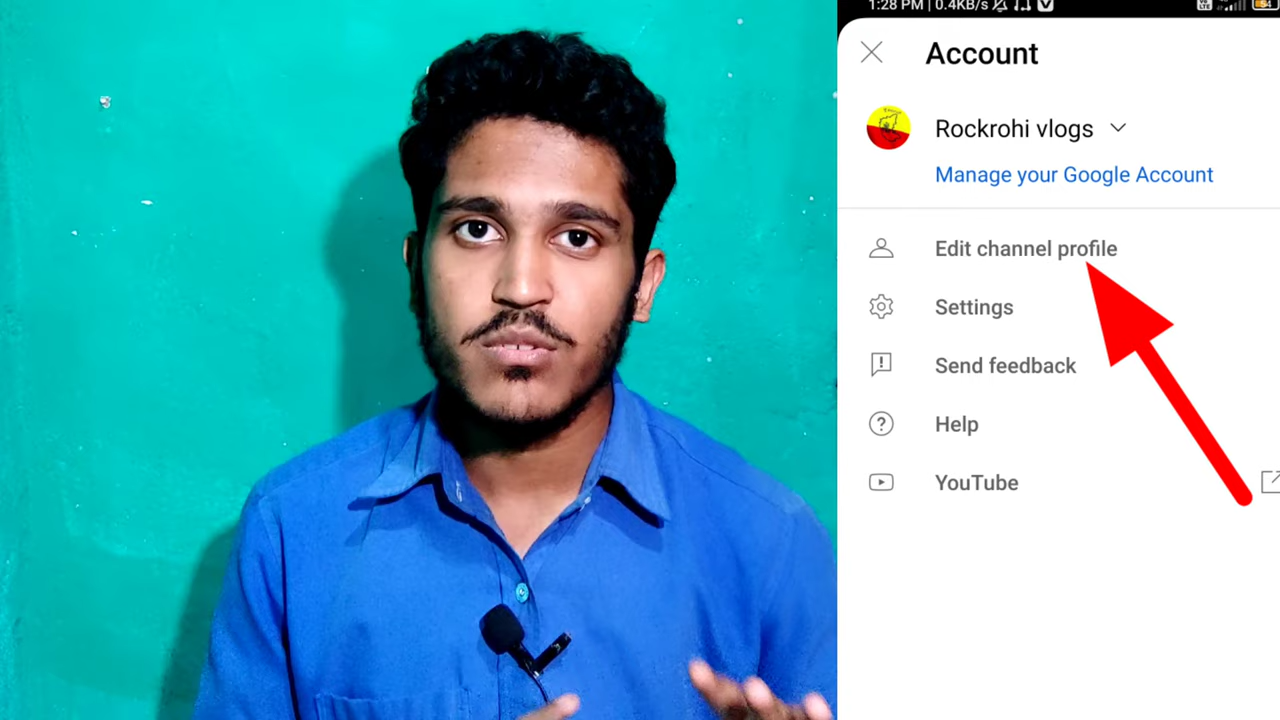 1:28 PM | 0.4KB/s
Account
Rockrohi vlogs
Manage your Google Account
Edit channel profile
Settings
Send feedback
Help
YouTube